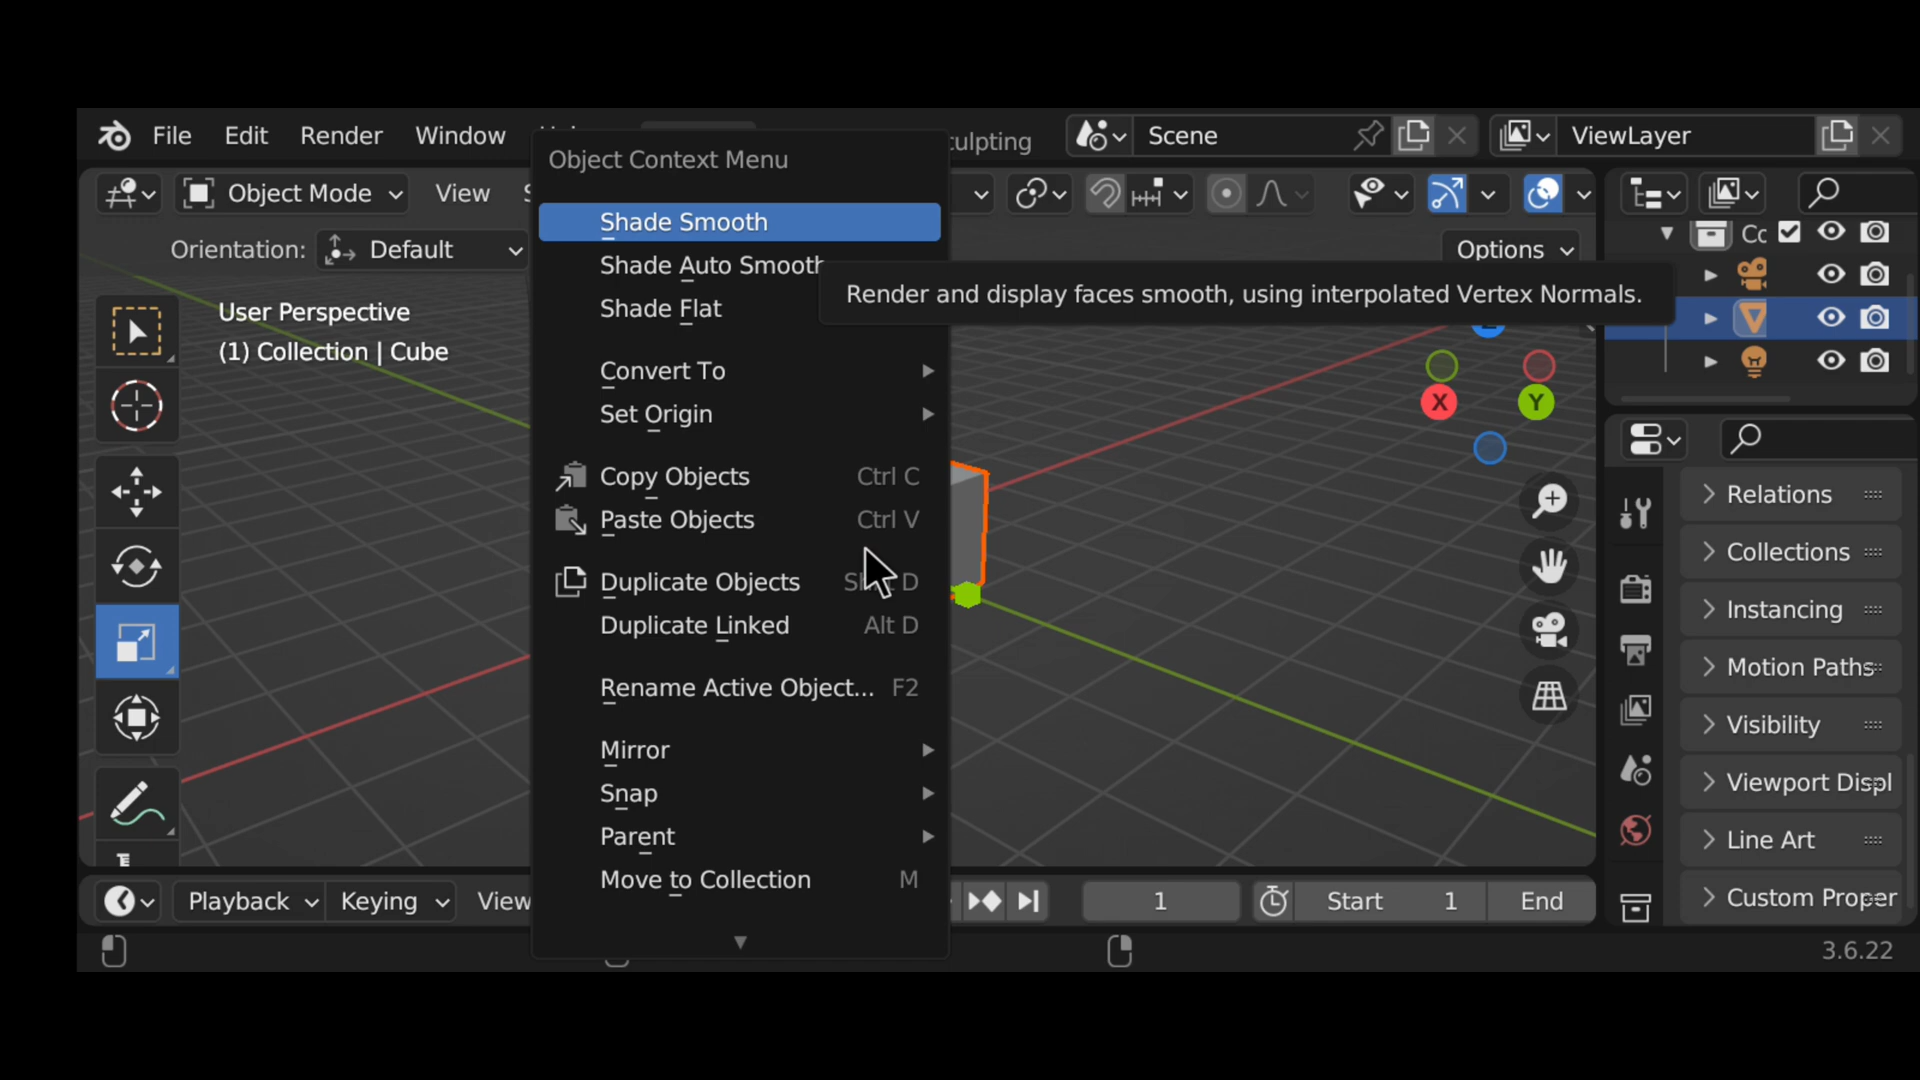 File Edit Render Window
culpting
Scene
ViewLayer
Object Context Menu
Object Mode
View
Orientation:
Default
Options
User Perspective
(1) Collection | Cube
Shade Smooth
Shade Auto Smooth
Shade Flat
Render and display faces smooth, using interpolated Vertex Normals.
Convert To
Set Origin
Copy Objects Ctrl C
Paste Objects Ctrl V
Duplicate Objects D
Duplicate Linked Alt D
Rename Active Object... F2
Mirror
Snap
Parent
Move to Collection M
X
Y
Cc
Relations
Collections
Instancing
Motion Paths
Visibility
Viewport Displ
Line Art
Custom Proper
Playback
Keying
View
1
Start 1
End
3.6.22